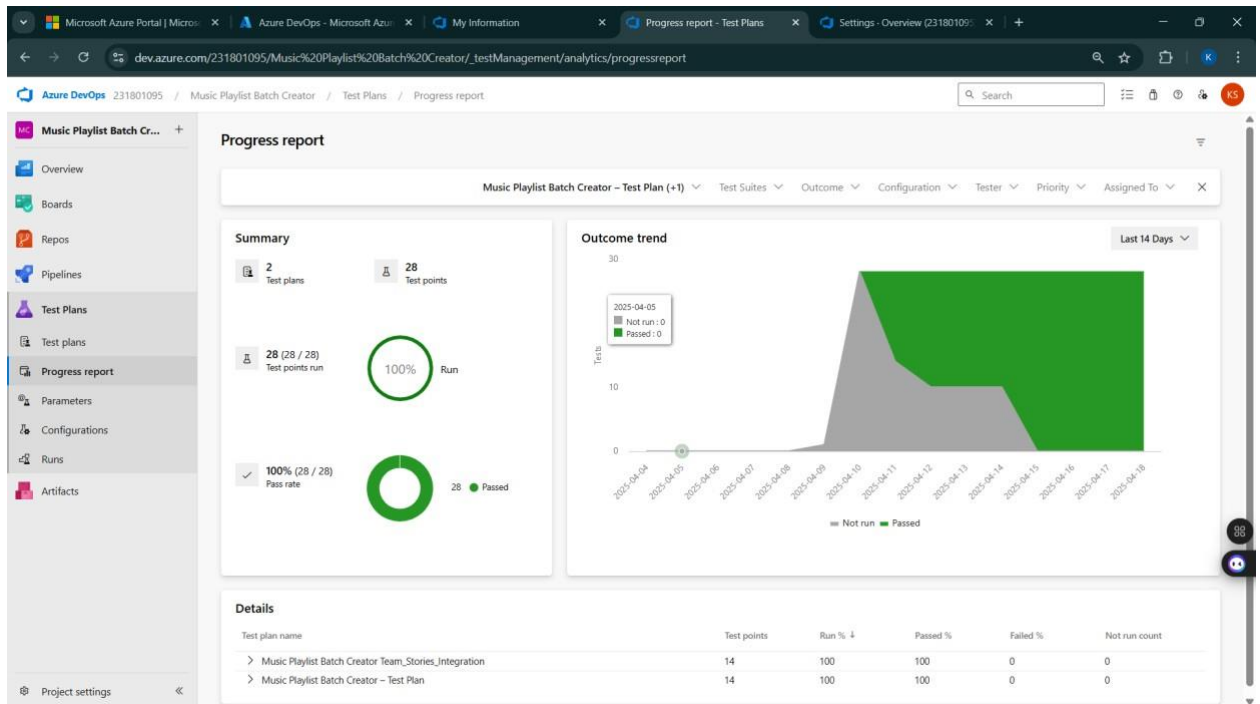 Microsoft Azure Portal | Micros
Azure DevOps - Microsoft Azur
My Information
Progress report - Test Plans
Settings - Overview (231801095
dev.azure.com/231801095/Music%20Playlist%20Batch%20Creator/_testManagement/analytics/progressreport
K
Azure DevOps 231801095 / Music Playlist Batch Creator / Test Plans / Progress report
Search
KS
MC Music Playlist Batch Cr... +
Overview
Boards
Repos
Pipelines
Test Plans
Test plans
Progress report
Parameters
Configurations
Runs
Artifacts
Project settings
Progress report
Music Playlist Batch Creator – Test Plan (+1) Test Suites Outcome Configuration Tester Priority Assigned To
Summary
2
Test plans
28
Test points
28 (28 / 28)
Test points run
100%
Run
100% (28 / 28)
Pass rate
28 Passed
Outcome trend
Last 14 Days
30
2025-04-05
Not run : 0
Passed : 0
Tests
10
0
2025-04-04
2025-04-05
2025-04-06
2025-04-07
2025-04-08
2025-04-09
2025-04-10
2025-04-11
2025-04-12
2025-04-13
2025-04-14
2025-04-15
2025-04-16
2025-04-17
2025-04-18
Not run Passed
Details
Test plan name Test points Run % ↓ Passed % Failed % Not run count
Music Playlist Batch Creator Team_Stories_Integration 14 100 100 0 0
Music Playlist Batch Creator – Test Plan 14 100 100 0 0